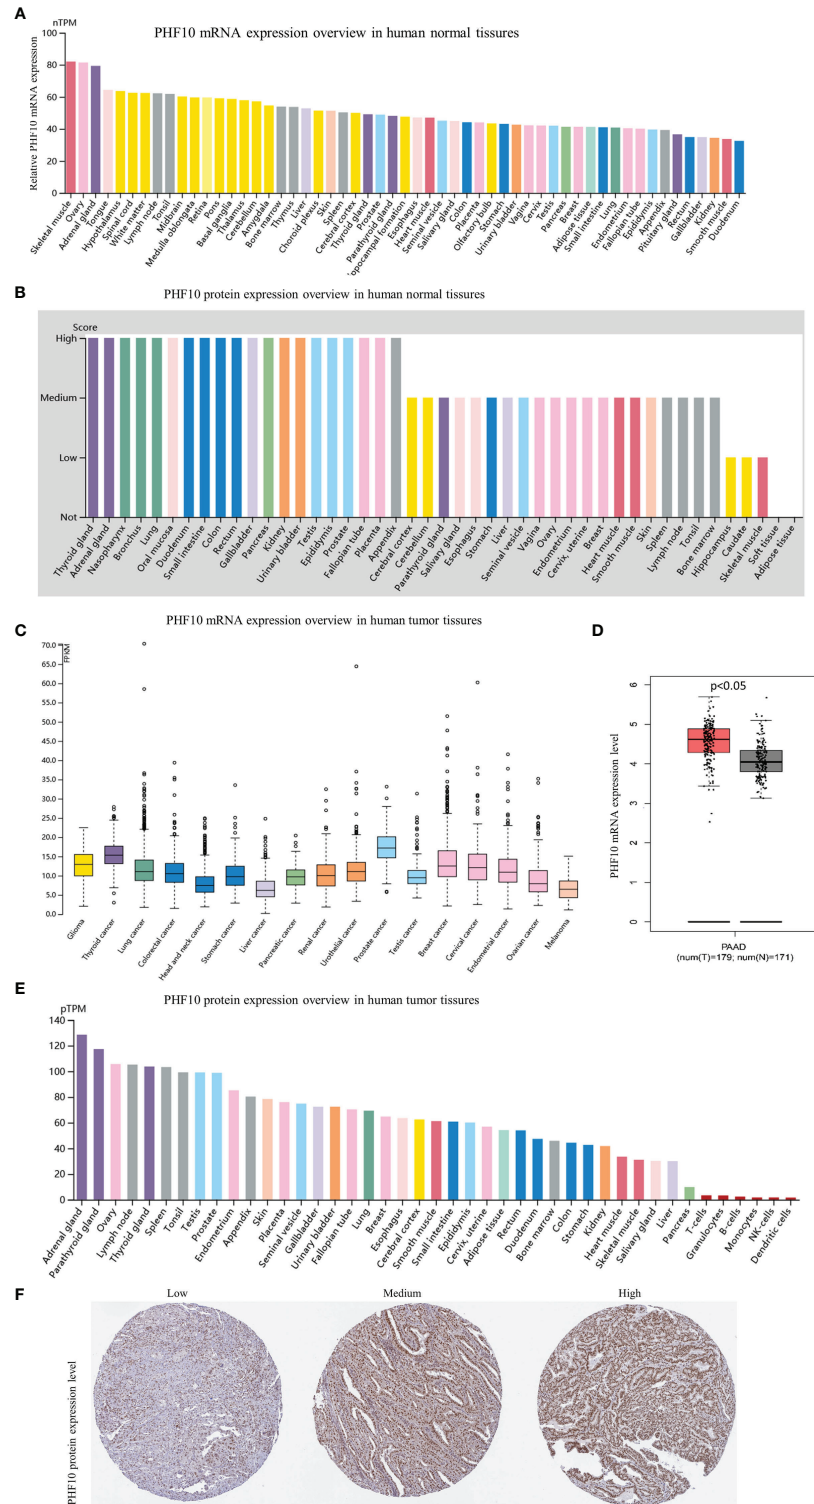 A
PHF10 mRNA expression overview in human normal tissues
nTPM
Relative PHF10 mRNA expression
100
80
60
40
20
0
Skeletal muscle
Ovary
Adrenal gland
Tongue
Hypothalamus
Spinal cord
White matter
Lymph node
Tonsil
Midbrain
Medulla oblongata
Retina
Pons
Basal ganglia
Thalamus
Cerebellum
Amygdala
Bone marrow
Thymus
Liver
Choroid plexus
Skin
Spleen
Cerebral cortex
Thyroid gland
Prostate
Parathyroid gland
opocampal formation
Esophagus
Heart muscle
Seminal vesicle
Salivary gland
Colon
Placenta
Olfactory bulb
Stomach
Urinary bladder
Vagina
Cervix
Testis
Pancreas
Breast
Adipose tissue
Small intestine
Lung
Endometrium
Fallopian tube
Epididymis
Appendix
Pituitary gland
Rectum
Gallbladder
Kidney
Smooth muscle
Duodenum
B
PHF10 protein expression overview in human normal tissues
Score
High
Medium
Low
Not
Thyroid gland
Adrenal gland
Nasopharynx
Bronchus
Lung
Oral mucosa
Duodenum
Small intestine
Colon
Rectum
Gallbladder
Pancreas
Kidney
Urinary bladder
Testis
Epididymis
Prostate
Fallopian tube
Placenta
Appendix
Cerebral cortex
Cerebellum
Parathyroid gland
Salivary gland
Esophagus
Stomach
Liver
Seminal vesicle
Vagina
Ovary
Endometrium
Cervix, uterine
Breast
Heart muscle
Smooth muscle
Skin
Spleen
Lymph node
Tonsil
Bone marrow
Hippocampus
Caudate
Skeletal muscle
Soft tissue
Adipose tissue
C
PHF10 mRNA expression overview in human tumor tissues
FPKM
70.0
65.0
60.0
55.0
50.0
45.0
40.0
35.0
30.0
25.0
20.0
15.0
10.0
5.0
0.0
Glioma
Thyroid cancer
Lung cancer
Colorectal cancer
Head and neck cancer
Stomach cancer
Liver cancer
Pancreatic cancer
Renal cancer
Urothelial cancer
Prostate cancer
Testis cancer
Breast cancer
Cervical cancer
Endometrial cancer
Ovarian cancer
Melanoma
D
p<0.05
PHF10 mRNA expression level
6
5
4
3
2
1
0
PAAD
(num(T)=179; num(N)=171)
E
PHF10 protein expression overview in human tumor tissues
pTPM
140
120
100
80
60
40
20
0
Adrenal gland
Parathyroid gland
Ovary
Lymph node
Thyroid gland
Spleen
Tonsil
Testis
Prostate
Endometrium
Appendix
Skin
Placenta
Seminal vesicle
Gallbladder
Urinary bladder
Fallopian tube
Lung
Breast
Esophagus
Cerebral cortex
Smooth muscle
Small intestine
Epididymis
Cervix, uterine
Adipose tissue
Rectum
Duodenum
Bone marrow
Colon
Stomach
Kidney
Heart muscle
Skeletal muscle
Salivary gland
Liver
Pancreas
T-cells
Granulocytes
B-cells
Monocytes
NK-cells
Dendritic cells
F
Low
Medium
High
PHF10 protein expression level